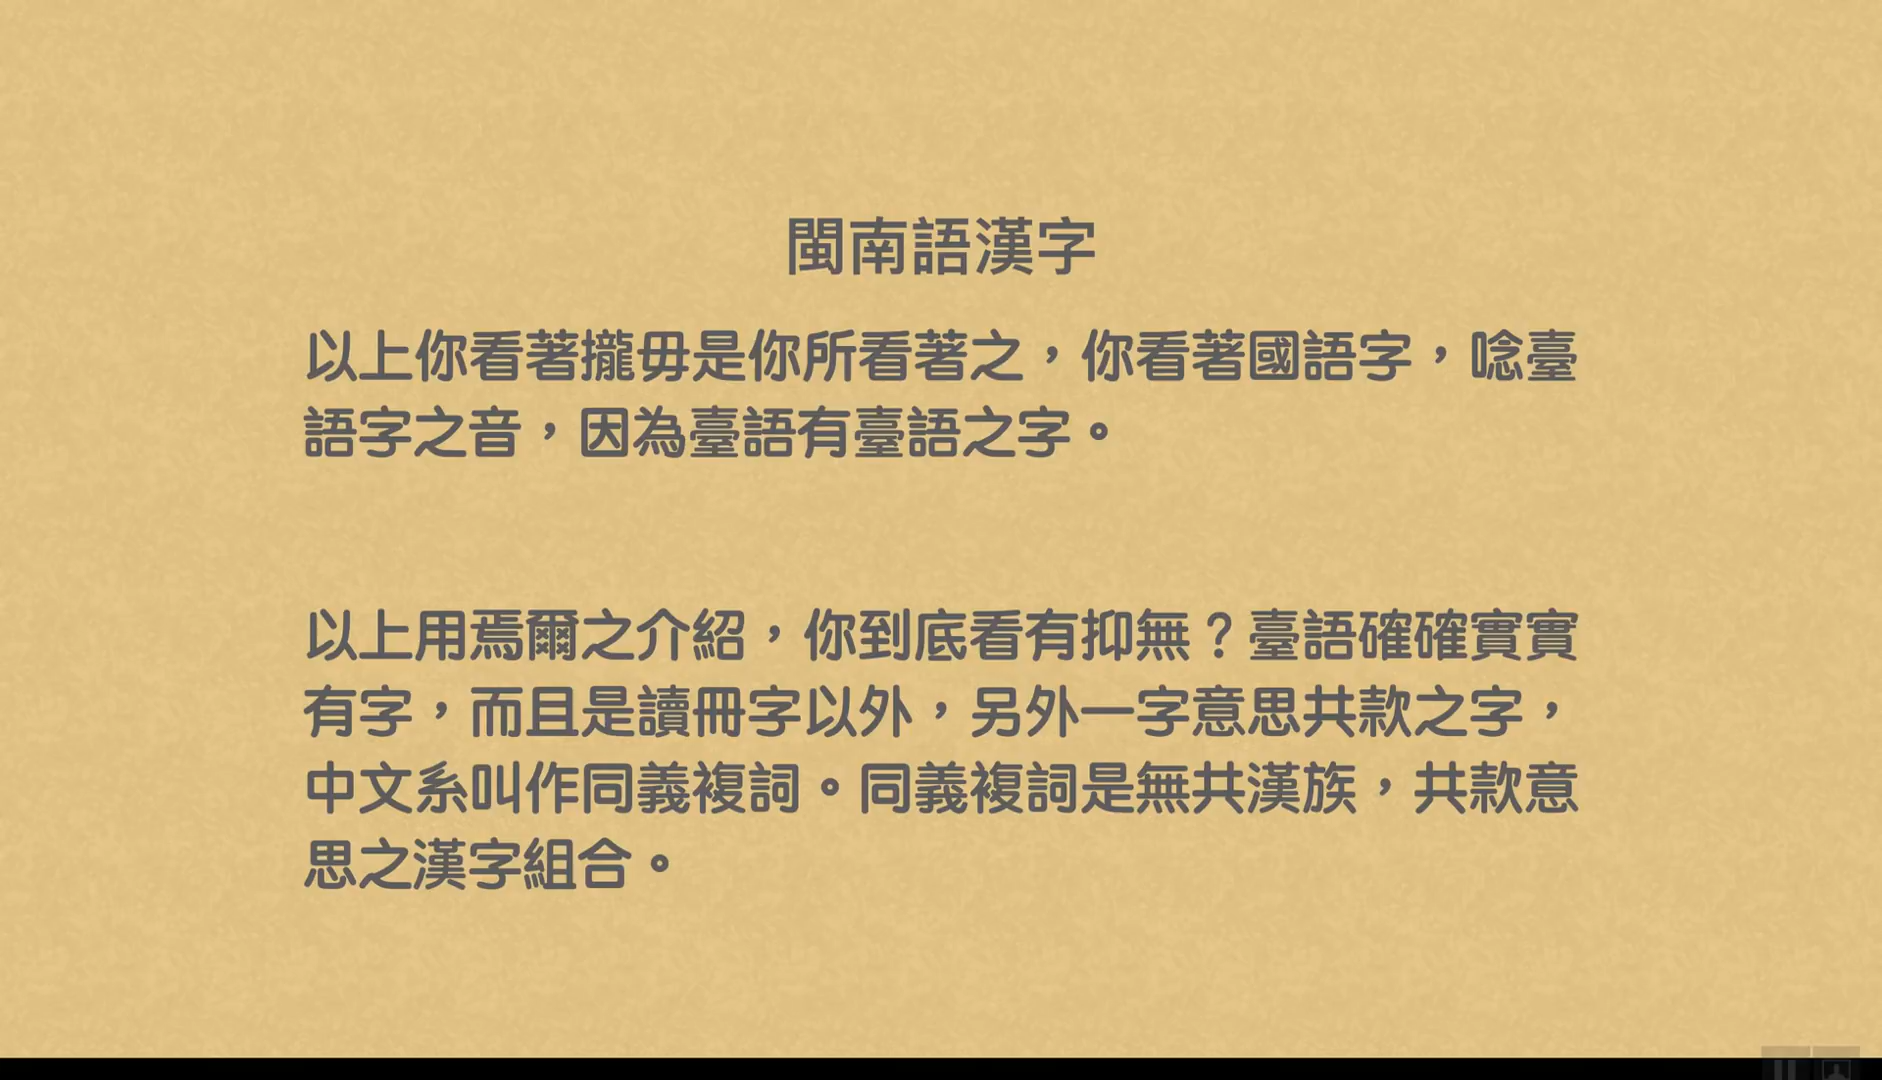 閩南語漢字
以上你看著攏毋是你所看著之，你看著國語字，唸臺
語字之音，因為臺語有臺語之字。
以上用焉爾之介紹，你到底看有抑無？臺語確確實實
有字，而且是讀冊字以外，另外一字意思共款之字，
中文系叫作同義複詞。同義複詞是無共漢族，共款意
思之漢字組合。